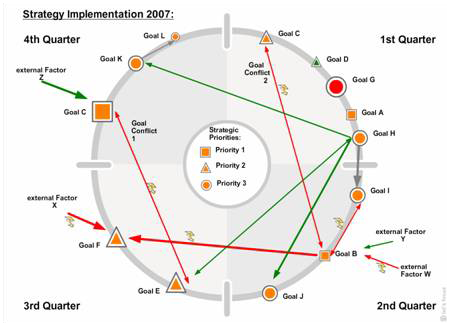 Strategy Implementation 2007:
4th Quarter
Goal L
Goal C
1st Quarter
Goal K
Goal D
external Factor
Z
Goal
Conflict
2
Goal G
Goal C
Goal
Conflict
1
Goal A
Strategic
Priorities:
Goal H
Priority 1
Priority 2
Priority 3
Goal I
external Factor
X
external Factor
Y
Goal F
Goal B
external
Factor W
Goal E
Goal J
3rd Quarter
2nd Quarter